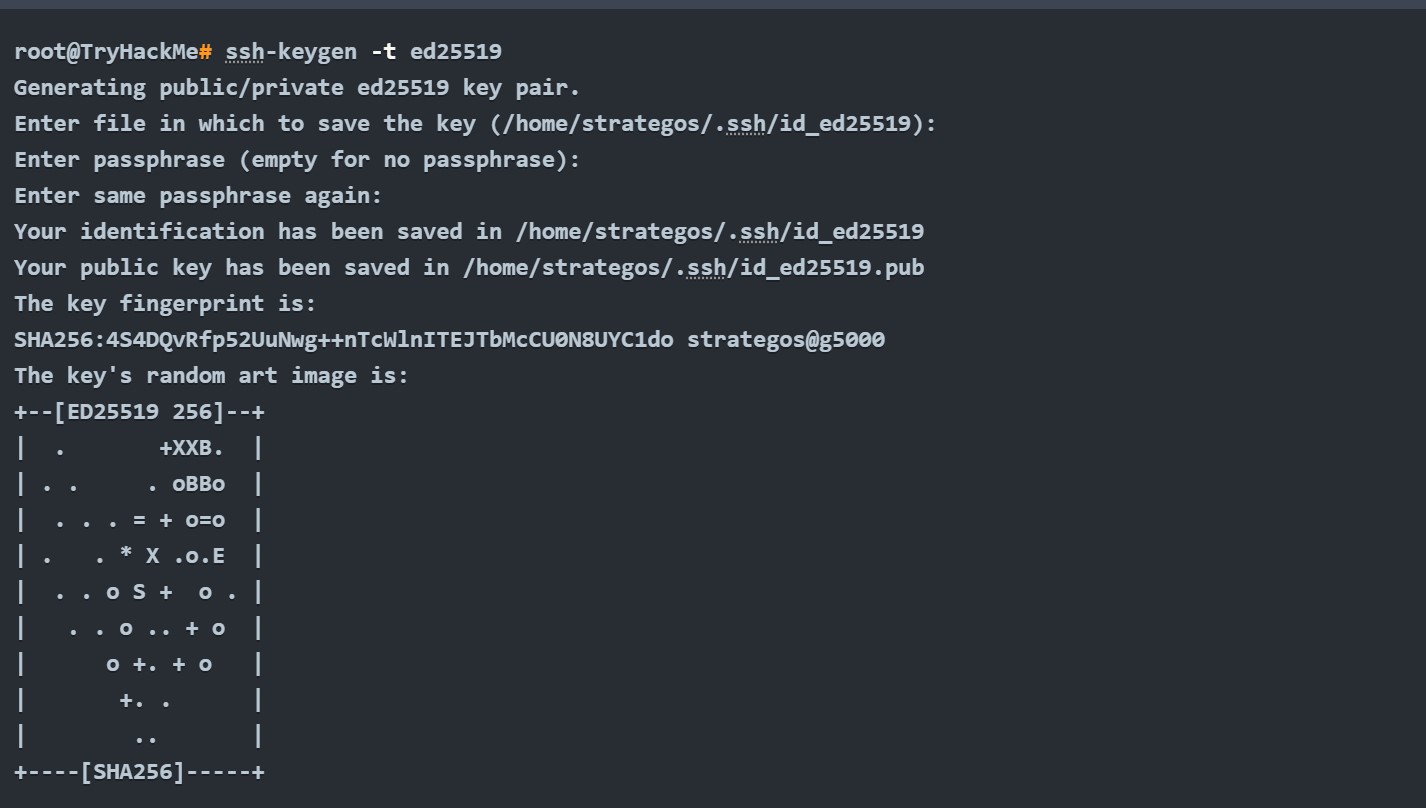 root@TryHackMe# ssh-keygen -t ed25519
Generating public/private ed25519 key pair.
Enter file in which to save the key (/home/strategos/.ssh/id_ed25519):
Enter passphrase (empty for no passphrase):
Enter same passphrase again:
Your identification has been saved in /home/strategos/.ssh/id_ed25519
Your public key has been saved in /home/strategos/.ssh/id_ed25519.pub
The key fingerprint is:
SHA256:4S4DQvRfp52UuNwg++nTcWlnITEJTbMcCU0N8UYC1do strategos@g5000
The key's random art image is:
+--[ED25519 256]--+
|  .       +XXB.  |
| . .     . oBBo  |
|  . . . = + o=o  |
| .   . * X .o.E  |
|  . . o S +  o . |
|   . . o .. + o  |
|      o +. + o   |
|       +. .      |
|        ..       |
+----[SHA256]-----+